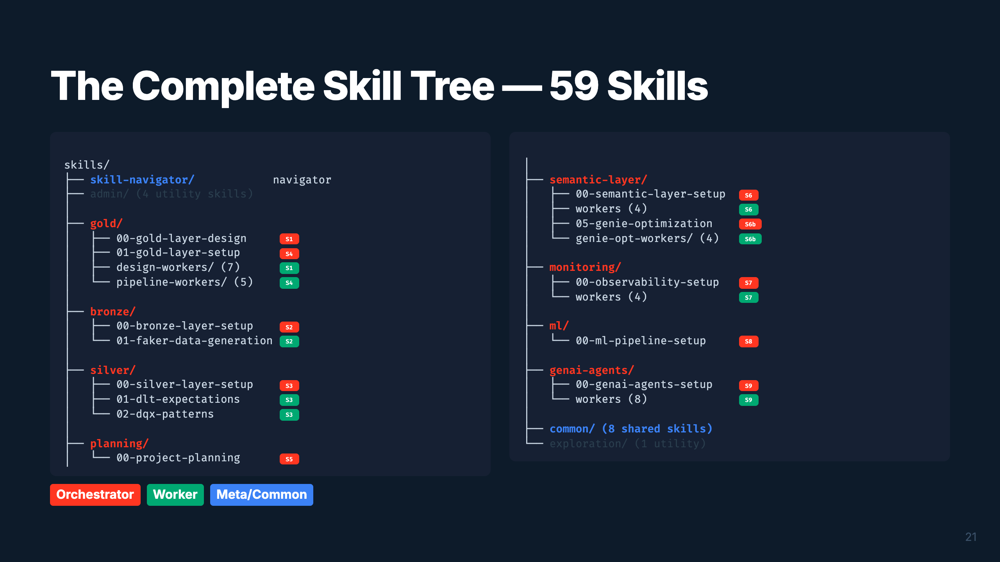 The Complete Skill Tree — 59 Skills
skills/
├── skill-navigator/ navigator
├── admin/ (4 utility skills)
│
├── gold/
│   ├── 00-gold-layer-design S1
│   ├── 01-gold-layer-setup S4
│   ├── design-workers/ (7) S1
│   └── pipeline-workers/ (5) S4
│
├── bronze/
│   ├── 00-bronze-layer-setup S2
│   └── 01-faker-data-generation S2
│
├── silver/
│   ├── 00-silver-layer-setup S3
│   ├── 01-dlt-expectations S3
│   └── 02-dqx-patterns S3
│
├── planning/
│   └── 00-project-planning S5
│
├── semantic-layer/
│   ├── 00-semantic-layer-setup S6
│   ├── workers (4) S6
│   ├── 05-genie-optimization S6b
│   └── genie-opt-workers/ (4) S6b
│
├── monitoring/
│   ├── 00-observability-setup S7
│   └── workers (4) S7
│
├── ml/
│   └── 00-ml-pipeline-setup S8
│
├── genai-agents/
│   ├── 00-genai-agents-setup S9
│   └── workers (8) S9
│
├── common/ (8 shared skills)
└── exploration/ (1 utility)
Orchestrator Worker Meta/Common
21